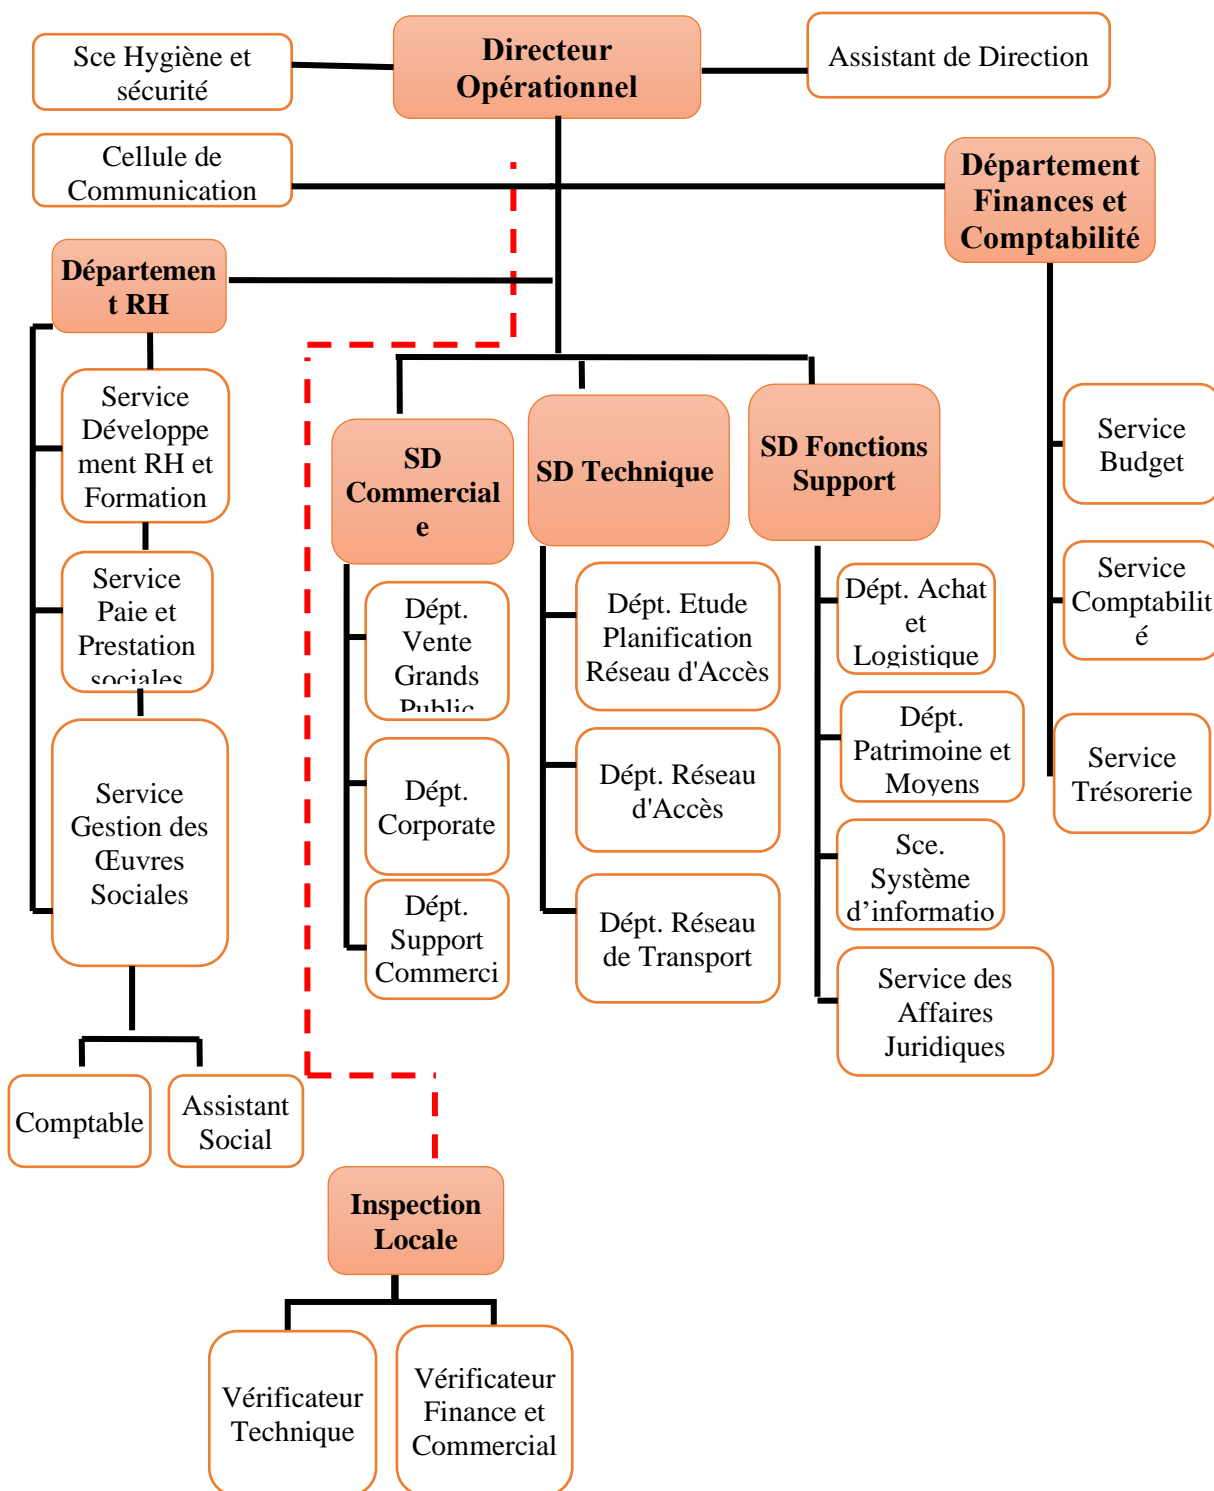 Directeur
Opérationnel
Sce Hygiène et
sécurité
Assistant de Direction
Cellule de
Communication
Département
Finances et
Comptabilité
Départemen
t RH
Service
Développe
ment RH et
Formation
Service
Paie et
Prestation
sociales
Service
Gestion des
Œuvres
Sociales
Comptable
Assistant
Social
SD
Commercial
e
Dépt.
Vente
Grands
Public
Dépt.
Corporate
Dépt.
Support
Commerci
SD Technique
Dépt. Etude
Planification
Réseau d'Accès
Dépt. Réseau
d'Accès
Dépt. Réseau
de Transport
SD Fonctions
Support
Dépt. Achat
et
Logistique
Dépt.
Patrimoine et
Moyens
Sce.
Système
d’informatio
Service des
Affaires
Juridiques
Service
Budget
Service
Comptabilit
é
Service
Trésorerie
Inspection
Locale
Vérificateur
Technique
Vérificateur
Finance et
Commercial